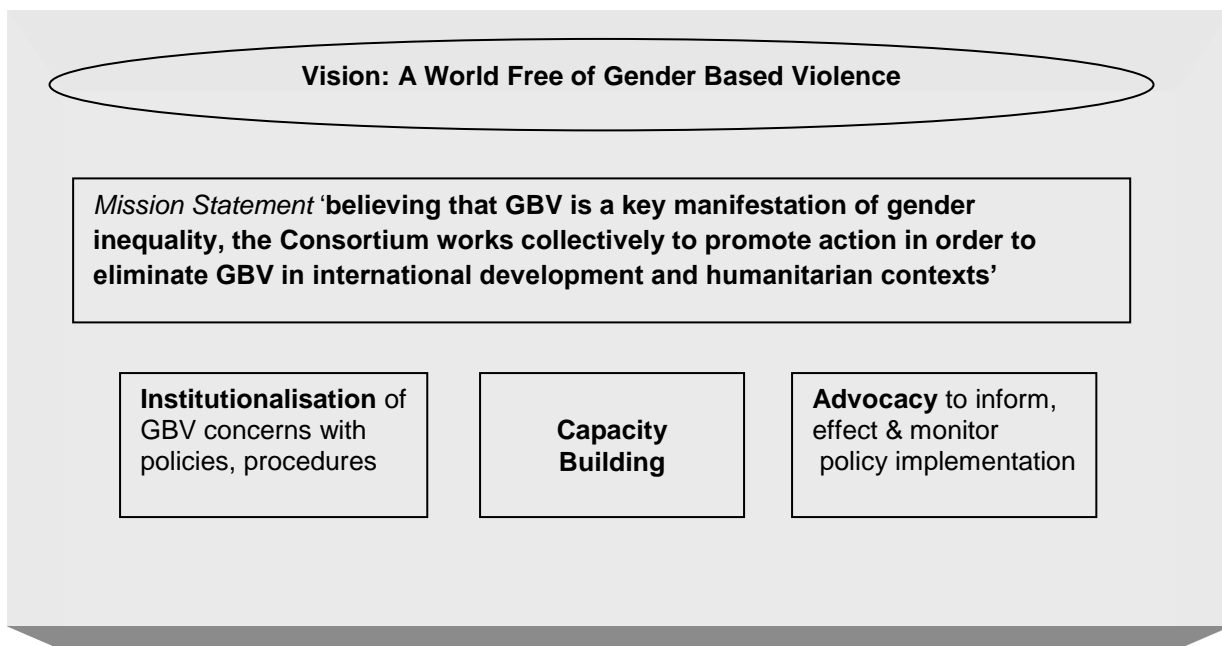 Vision: A World Free of Gender Based Violence
Mission Statement ‘believing that GBV is a key manifestation of gender
inequality, the Consortium works collectively to promote action in order to
eliminate GBV in international development and humanitarian contexts’
Institutionalisation of
GBV concerns with
policies, procedures
Capacity
Building
Advocacy to inform,
effect & monitor
policy implementation